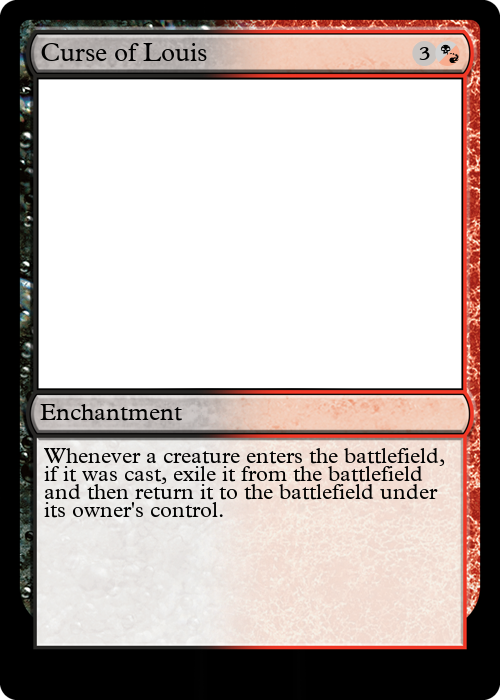 Curse of Louis 3
Enchantment
Whenever a creature enters the battlefield,
if it was cast, exile it from the battlefield
and then return it to the battlefield under
its owner's control.